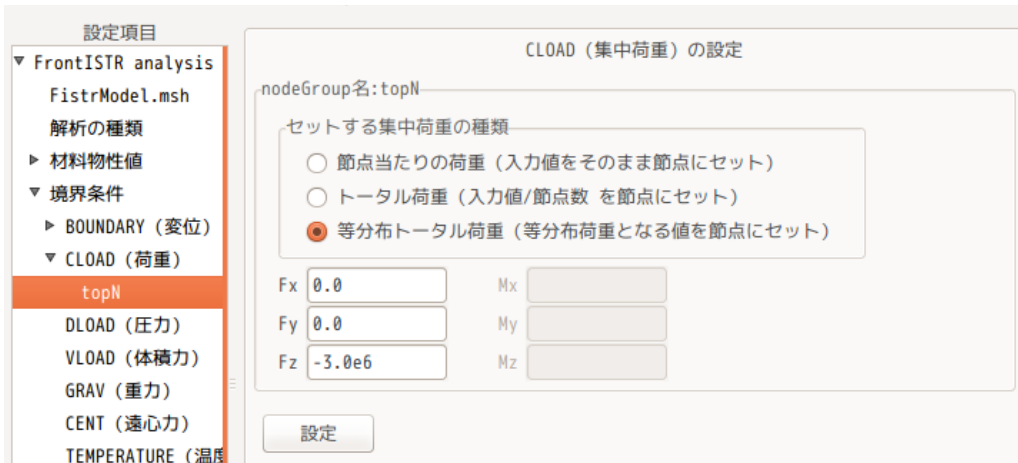 設定項目
FrontISTR analysis
FistrModel.msh
解析の種類
材料物性値
境界条件
BOUNDARY (変位)
CLOAD (荷重)
topN
DLOAD (圧力)
VLOAD (体積力)
GRAV (重力)
CENT (遠心力)
TEMPERATURE (温度
CLOAD (集中荷重) の設定
nodeGroup名:topN
セットする集中荷重の種類
節点当たりの荷重 (入力値をそのまま節点にセット)
トータル荷重 (入力値/節点数 を節点にセット)
等分布トータル荷重 (等分布荷重となる値を節点にセット)
Fx 0.0 Mx
Fy 0.0 My
Fz -3.0e6 Mz
設定